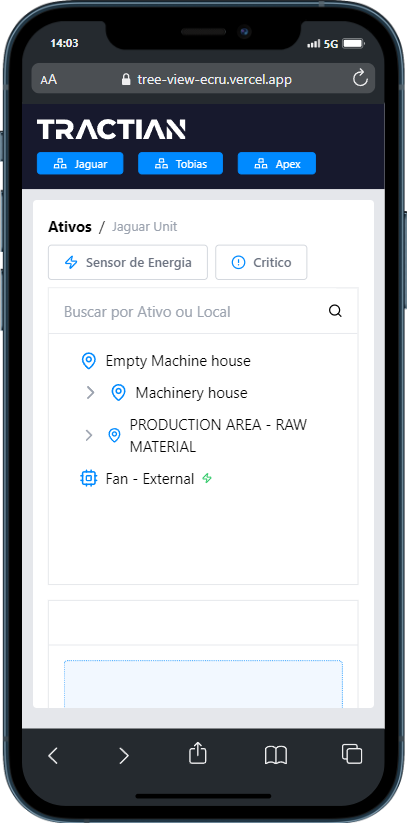 14:03
5G
AA
tree-view-ecru.vercel.app
TRACTIAN
Jaguar
Tobias
Apex
Ativos / Jaguar Unit
Sensor de Energia
Crítico
Buscar por Ativo ou Local
Empty Machine house
Machinery house
PRODUCTION AREA - RAW
MATERIAL
Fan - External